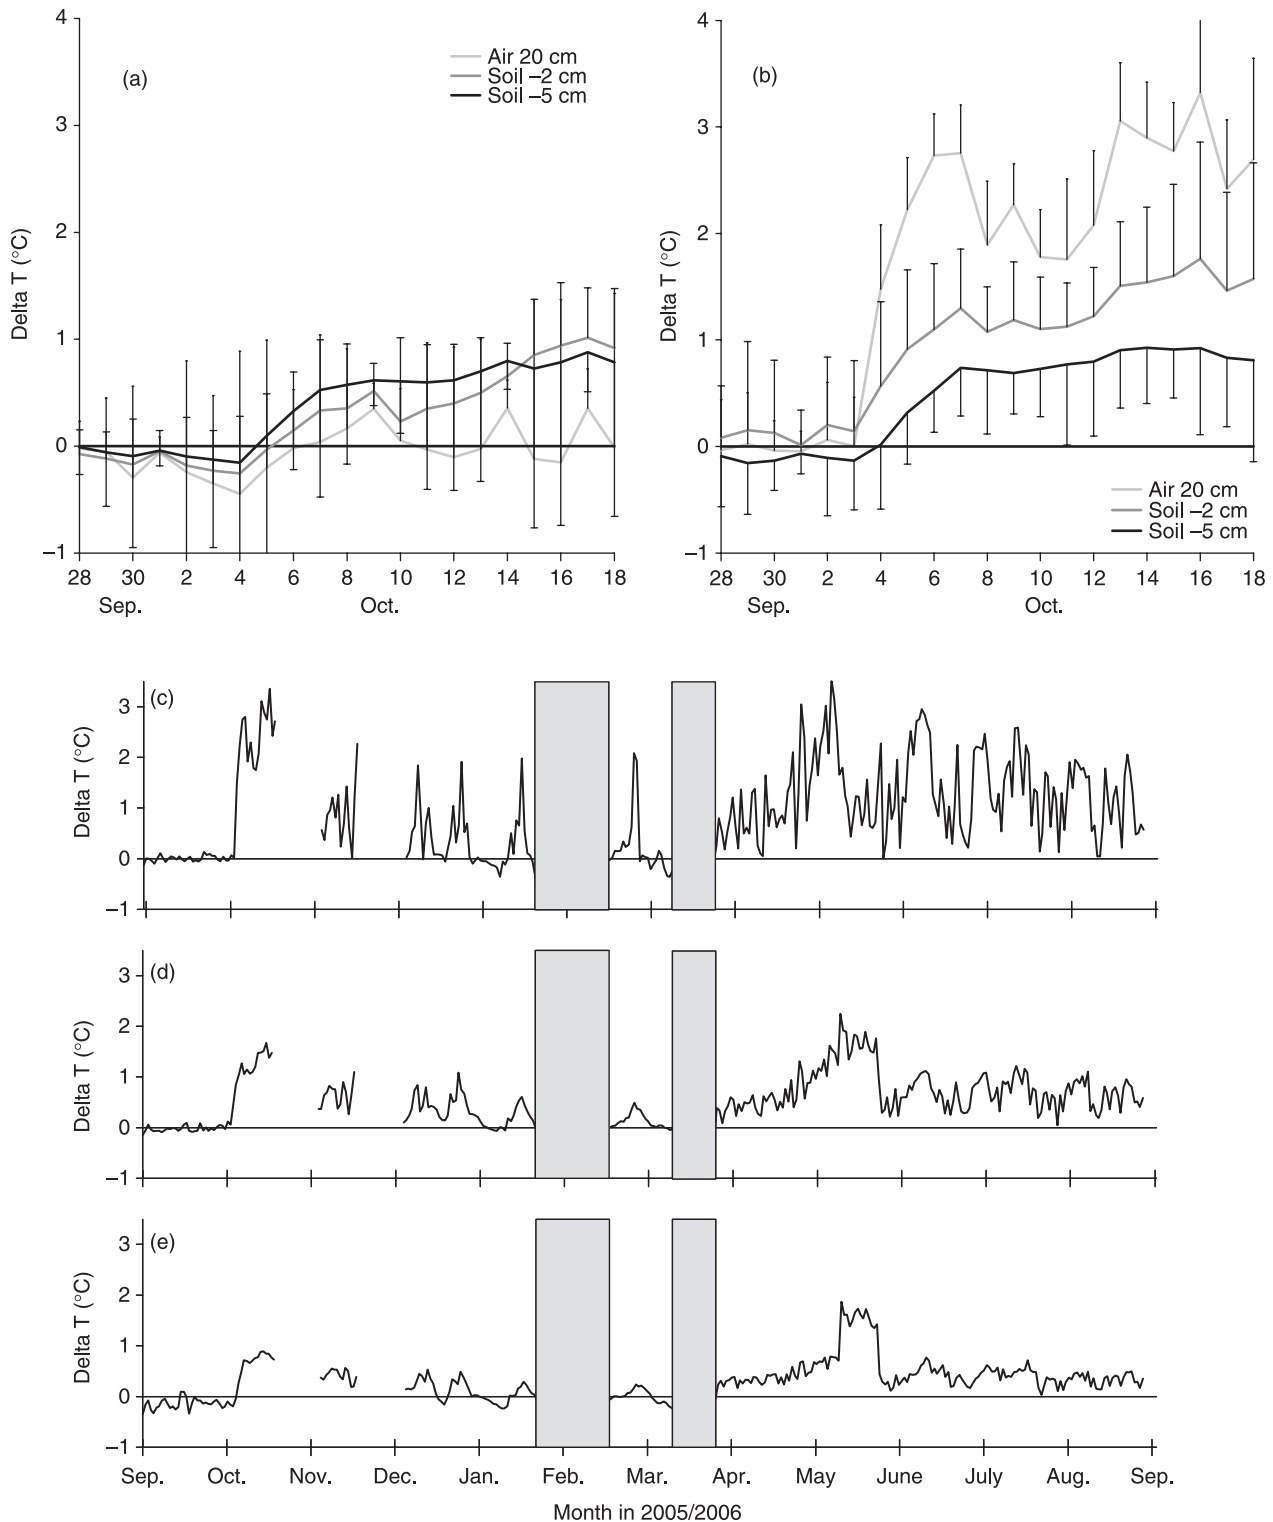 4
3
2
1
0
–1
Delta T (°C)
(a)
Air 20 cm
Soil –2 cm
Soil –5 cm
28 30 2 4 6 8 10 12 14 16 18
Sep. Oct.
4
3
2
1
0
–1
Delta T (°C)
(b)
Air 20 cm
Soil –2 cm
Soil –5 cm
28 30 2 4 6 8 10 12 14 16 18
Sep. Oct.
(c)
3
2
1
0
–1
Delta T (°C)
(d)
3
2
1
0
–1
Delta T (°C)
(e)
3
2
1
0
–1
Delta T (°C)
Sep. Oct. Nov. Dec. Jan. Feb. Mar. Apr. May June July Aug. Sep.
Month in 2005/2006